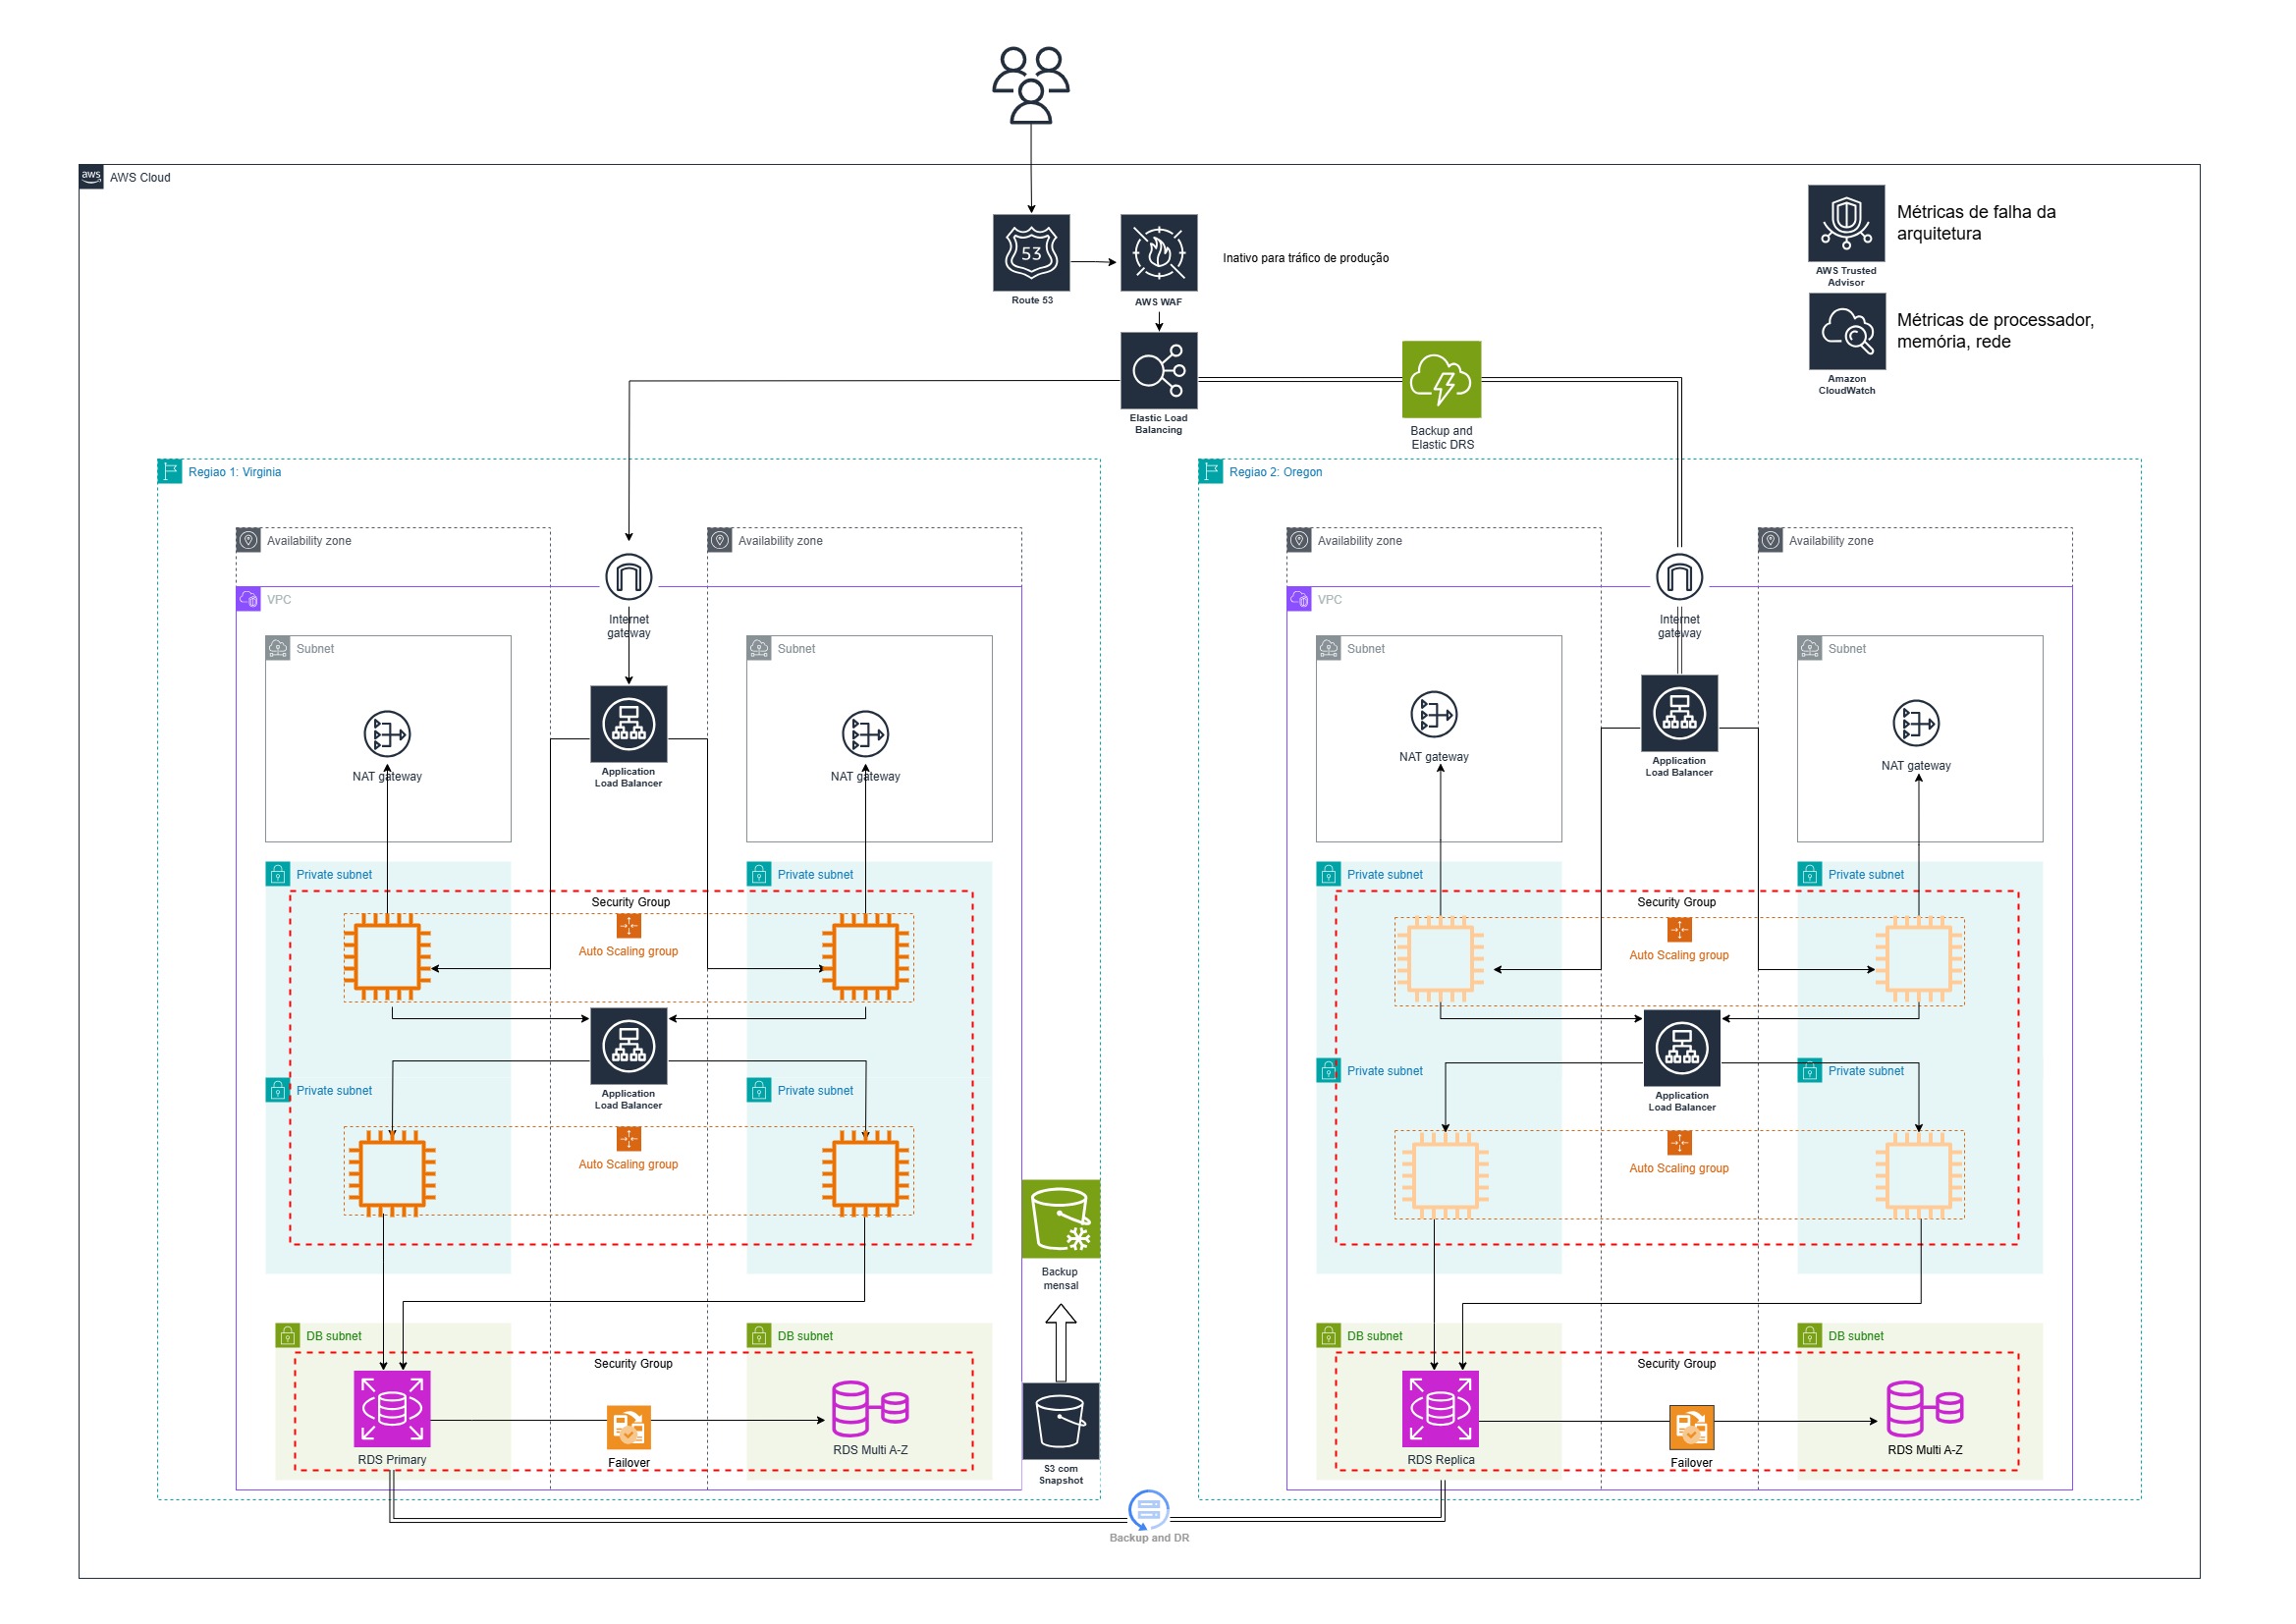 aws
AWS Cloud
53
Route 53
AWS WAF
Inativo para tráfico de produção
AWS Trusted
Advisor
Métricas de falha da
arquitetura
Amazon
CloudWatch
Métricas de processador,
memória, rede
Elastic Load
Balancing
Backup and
Elastic DRS
Regiao 1: Virginia
Availability zone
Availability zone
Internet
gateway
VPC
Subnet
Subnet
NAT gateway
NAT gateway
Application
Load Balancer
Private subnet
Private subnet
Security Group
Auto Scaling group
Application
Load Balancer
Private subnet
Private subnet
Auto Scaling group
Backup
mensal
DB subnet
DB subnet
Security Group
RDS Primary
Failover
RDS Multi A-Z
S3 com
Snapshot
Regiao 2: Oregon
Availability zone
Availability zone
Internet
gateway
VPC
Subnet
Subnet
NAT gateway
NAT gateway
Application
Load Balancer
Private subnet
Private subnet
Security Group
Auto Scaling group
Application
Load Balancer
Private subnet
Private subnet
Auto Scaling group
DB subnet
DB subnet
Security Group
RDS Replica
Failover
RDS Multi A-Z
Backup and DR